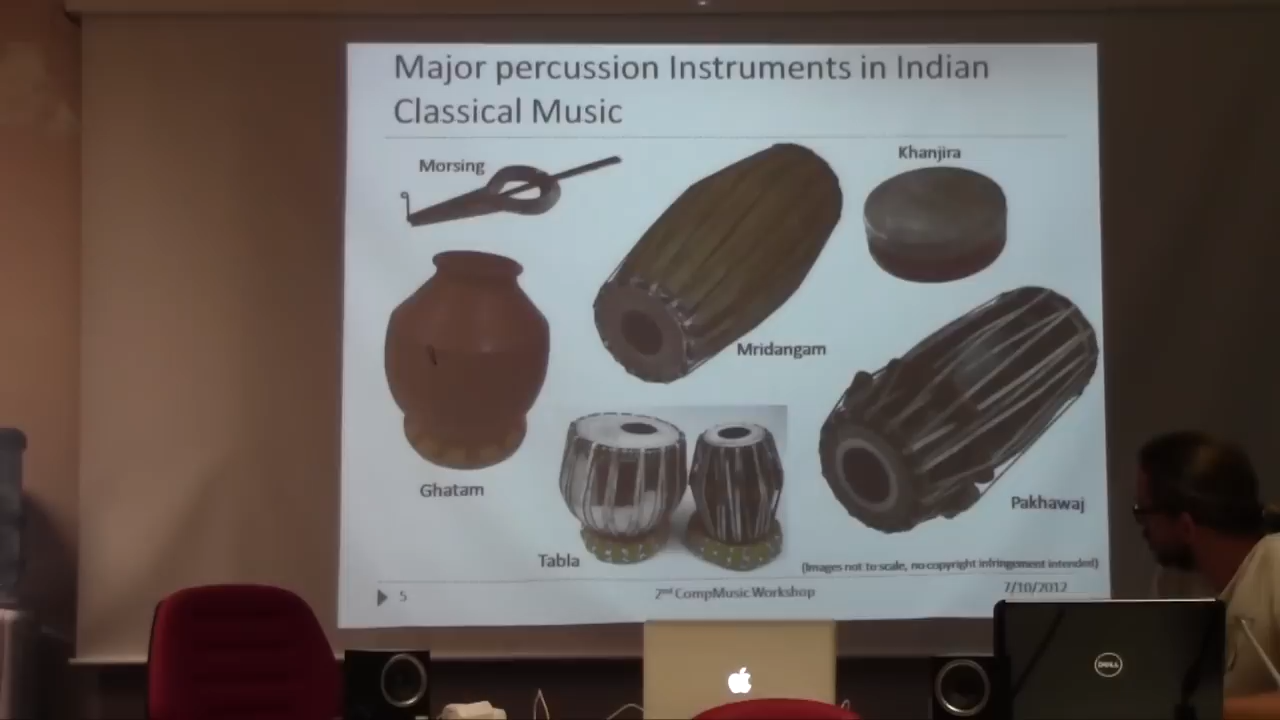 Major percussion Instruments in Indian
Classical Music
Morsing
Khanjira
Mridangam
Ghatam
Pakhawaj
Tabla
(Images not to scale, no copyright infringement intended)
5
2nd CompMusic Workshop
7/10/2012
DELL